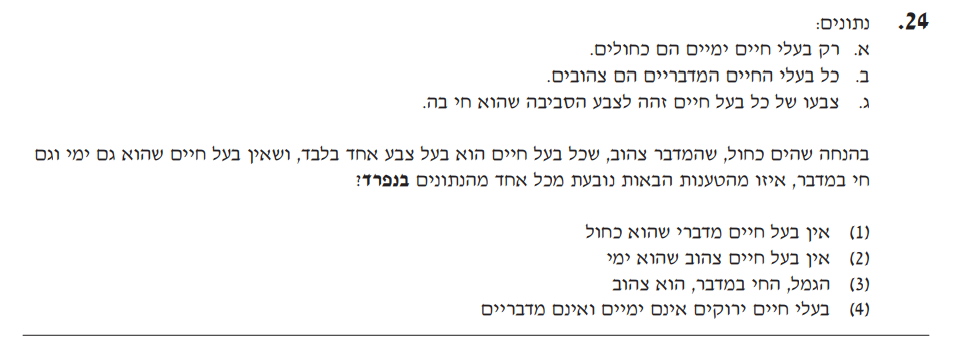 24. נתונים:
א. רק בעלי חיים ימיים הם כחולים.
ב. כל בעלי החיים המדבריים הם צהובים.
ג. צבעו של כל בעל חיים זהה לצבע הסביבה שהוא חי בה.
בהנחה שהים כחול, שהמדבר צהוב, שכל בעל חיים הוא בעל צבע אחד בלבד, ושאין בעל חיים שהוא גם ימי וגם
חי במדבר, איזו מהטענות הבאות נובעת מכל אחד מהנתונים בנפרד?
(1) אין בעל חיים מדברי שהוא כחול
(2) אין בעל חיים צהוב שהוא ימי
(3) הגמל, החי במדבר, הוא צהוב
(4) בעלי חיים ירוקים אינם ימיים ואינם מדבריים